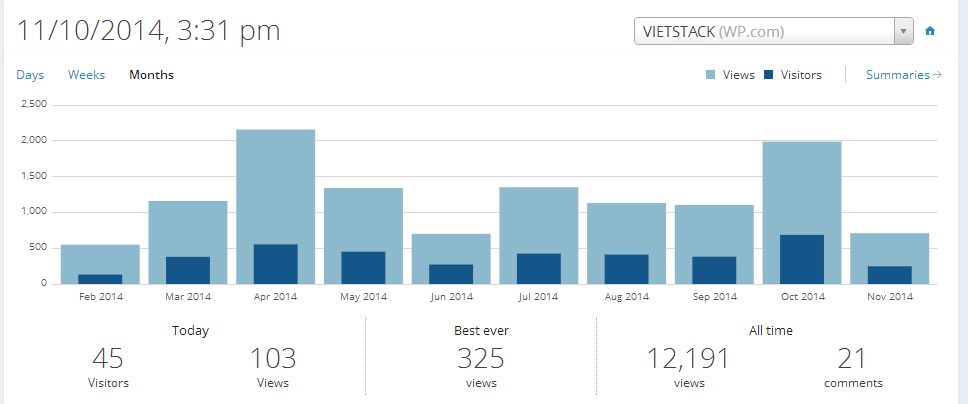 11/10/2014, 3:31 pm
VIETSTACK (WP.com)
Days Weeks Months
Views Visitors Summaries→
2,500
2,000
1,500
1,000
500
0
Feb 2014 Mar 2014 Apr 2014 May 2014 Jun 2014 Jul 2014 Aug 2014 Sep 2014 Oct 2014 Nov 2014
Today Best ever All time
45 103 325 12,191 21
Visitors Views views views comments